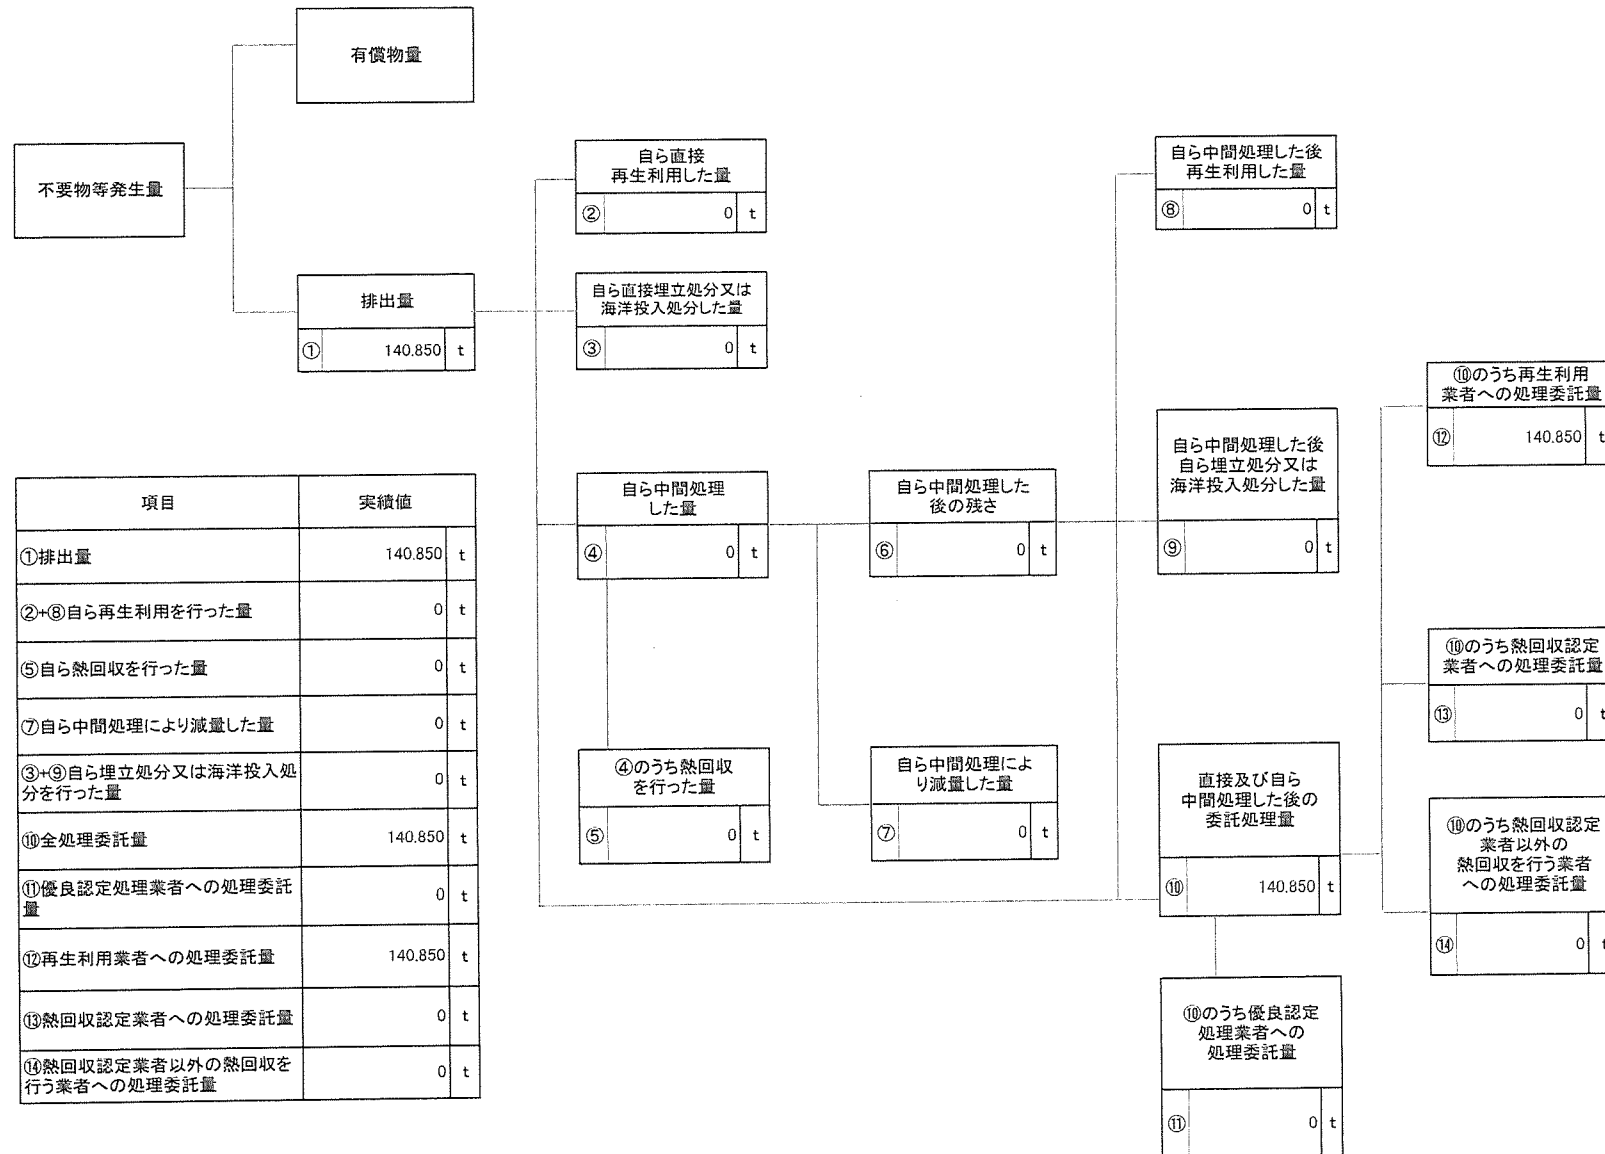 有償物量
不要物等発生量
排出量
① 140.850 t
自ら直接
再生利用した量
② 0 t
自ら直接埋立処分又は
海洋投入処分した量
③ 0 t
自ら中間処理
した量
④ 0 t
④のうち熱回収
を行った量
⑤ 0 t
自ら中間処理した
後の残さ
⑥ 0 t
自ら中間処理によ
り減量した量
⑦ 0 t
自ら中間処理した後
再生利用した量
⑧ 0 t
自ら中間処理した後
自ら埋立処分又は
海洋投入処分した量
⑨ 0 t
直接及び自ら
中間処理した後の
委託処理量
⑩ 140.850 t
⑩のうち優良認定
処理業者への
処理委託量
⑪ 0 t
⑩のうち再生利用
業者への処理委託量
⑫ 140.850 t
⑩のうち熱回収認定
業者への処理委託量
⑬ 0 t
⑩のうち熱回収認定
業者以外の
熱回収を行う業者
への処理委託量
⑭ 0 t
項目 実績値
①排出量 140.850 t
②+⑧自ら再生利用を行った量 0 t
⑤自ら熱回収を行った量 0 t
⑦自ら中間処理により減量した量 0 t
③+⑨自ら埋立処分又は海洋投入処
分を行った量 0 t
⑩全処理委託量 140.850 t
⑪優良認定処理業者への処理委託
量 0 t
⑫再生利用業者への処理委託量 140.850 t
⑬熱回収認定業者への処理委託量 0 t
⑭熱回収認定業者以外の熱回収を
行う業者への処理委託量 0 t